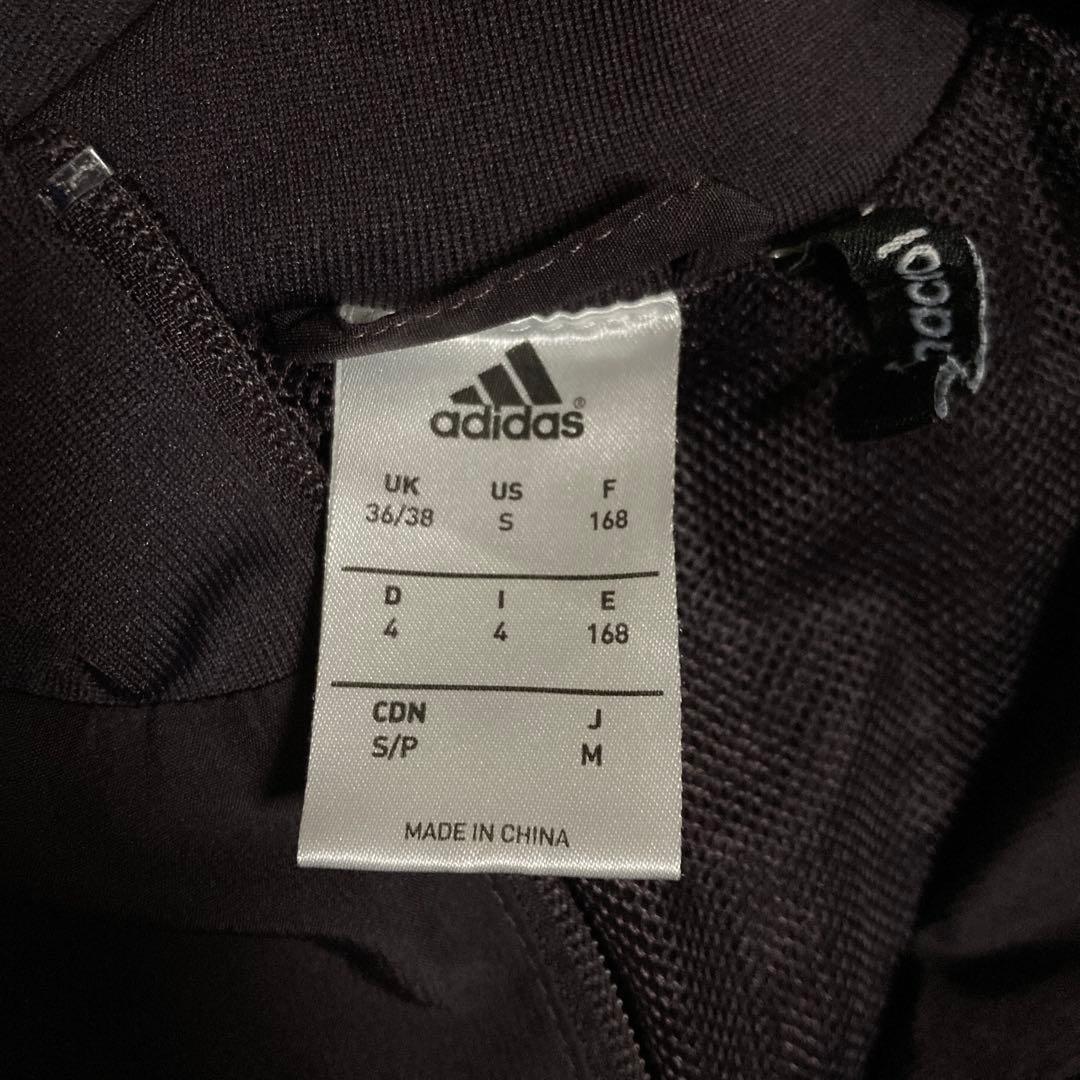 adidas®
UK US F
36/38 S 168
D I E
4 4 168
CDN J
S/P M
MADE IN CHINA